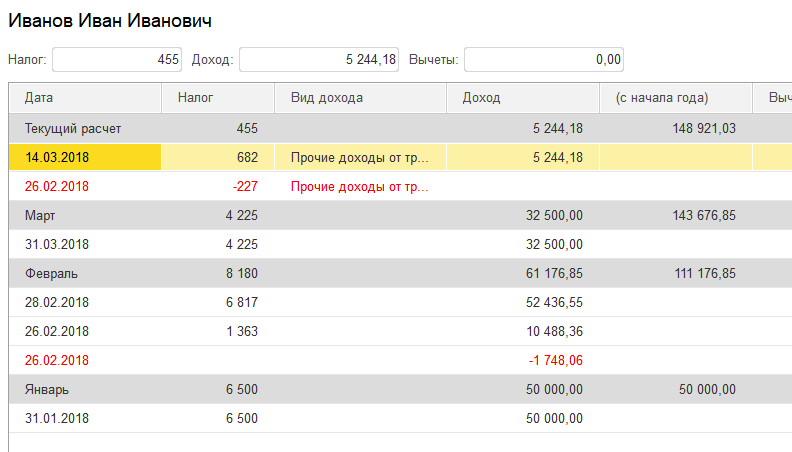 Иванов Иван Иванович
Налог: 455 Доход: 5 244,18 Вычеты: 0,00
Дата Налог Вид дохода Доход (с начала года) Выч
Текущий расчет 455 5 244,18 148 921,03
14.03.2018 682 Прочие доходы от тр... 5 244,18
26.02.2018 -227 Прочие доходы от тр...
Март 4 225 32 500,00 143 676,85
31.03.2018 4 225 32 500,00
Февраль 8 180 61 176,85 111 176,85
28.02.2018 6 817 52 436,55
26.02.2018 1 363 10 488,36
26.02.2018 -1 748,06
Январь 6 500 50 000,00 50 000,00
31.01.2018 6 500 50 000,00